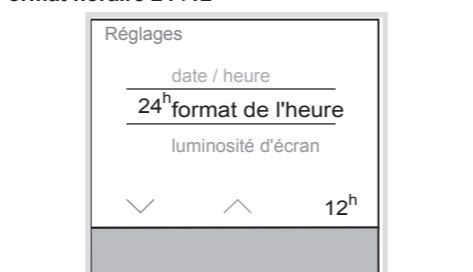 Réglages
date / heure
24h format de l'heure
luminosité d'écran
12h